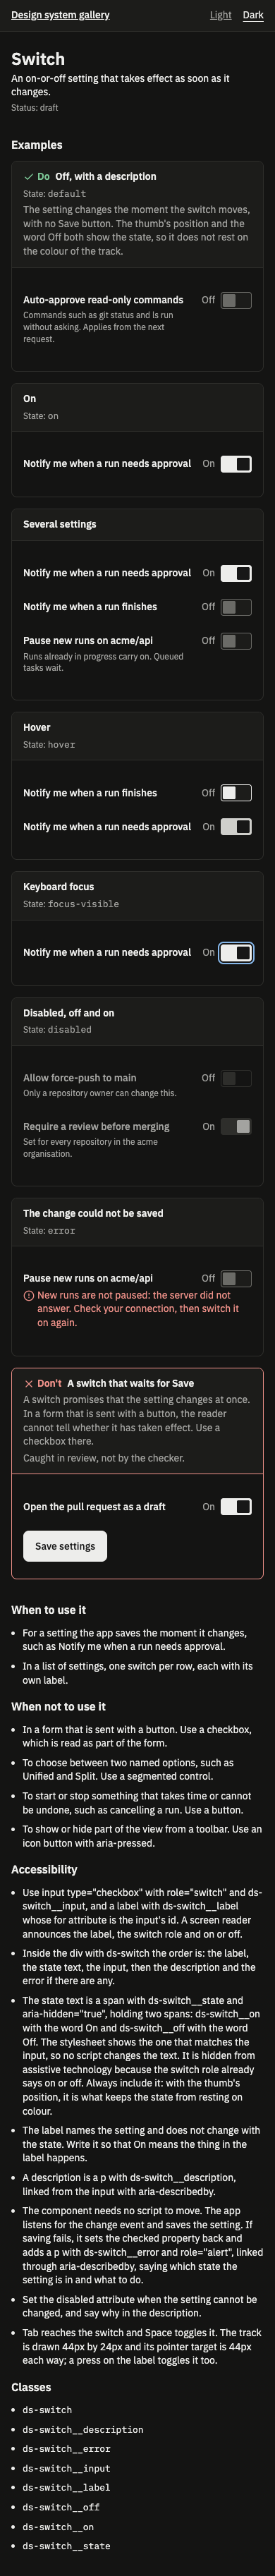 Design system gallery
Light
Dark
Switch
An on-or-off setting that takes effect as soon as it
changes.
Status: draft
Examples
Do Off, with a description
State: default
The setting changes the moment the switch moves,
with no Save button. The thumb's position and the
word Off both show the state, so it does not rest on
the colour of the track.
Auto-approve read-only commands
Off
Commands such as git status and ls run
without asking. Applies from the next
request.
On
State: on
Notify me when a run needs approval
On
Several settings
Notify me when a run needs approval
On
Notify me when a run finishes
Off
Pause new runs on acme/api
Off
Runs already in progress carry on. Queued
tasks wait.
Hover
State: hover
Notify me when a run finishes
Off
Notify me when a run needs approval
On
Keyboard focus
State: focus-visible
Notify me when a run needs approval
On
Disabled, off and on
State: disabled
Allow force-push to main
Off
Only a repository owner can change this.
Require a review before merging
On
Set for every repository in the acme
organisation.
The change could not be saved
State: error
Pause new runs on acme/api
Off
New runs are not paused: the server did not
answer. Check your connection, then switch it
on again.
Don't A switch that waits for Save
A switch promises that the setting changes at once.
In a form that is sent with a button, the reader
cannot tell whether it has taken effect. Use a
checkbox there.
Caught in review, not by the checker.
Open the pull request as a draft
On
Save settings
When to use it
For a setting the app saves the moment it changes,
such as Notify me when a run needs approval.
In a list of settings, one switch per row, each with its
own label.
When not to use it
In a form that is sent with a button. Use a checkbox,
which is read as part of the form.
To choose between two named options, such as
Unified and Split. Use a segmented control.
To start or stop something that takes time or cannot
be undone, such as cancelling a run. Use a button.
To show or hide part of the view from a toolbar. Use an
icon button with aria-pressed.
Accessibility
Use input type="checkbox" with role="switch" and ds-
switch__input, and a label with ds-switch__label
whose for attribute is the input's id. A screen reader
announces the label, the switch role and on or off.
Inside the div with ds-switch the order is: the label,
the state text, the input, then the description and the
error if there are any.
The state text is a span with ds-switch__state and
aria-hidden="true", holding two spans: ds-switch__on
with the word On and ds-switch__off with the word
Off. The stylesheet shows the one that matches the
input, so no script changes the text. It is hidden from
assistive technology because the switch role already
says on or off. Always include it: with the thumb's
position, it is what keeps the state from resting on
colour.
The label names the setting and does not change with
the state. Write it so that On means the thing in the
label happens.
A description is a p with ds-switch__description,
linked from the input with aria-describedby.
The component needs no script to move. The app
listens for the change event and saves the setting. If
saving fails, it sets the checked property back and
adds a p with ds-switch__error and role="alert", linked
through aria-describedby, saying which state the
setting is in and what to do.
Set the disabled attribute when the setting cannot be
changed, and say why in the description.
Tab reaches the switch and Space toggles it. The track
is drawn 44px by 24px and its pointer target is 44px
each way; a press on the label toggles it too.
Classes
ds-switch
ds-switch__description
ds-switch__error
ds-switch__input
ds-switch__label
ds-switch__off
ds-switch__on
ds-switch__state